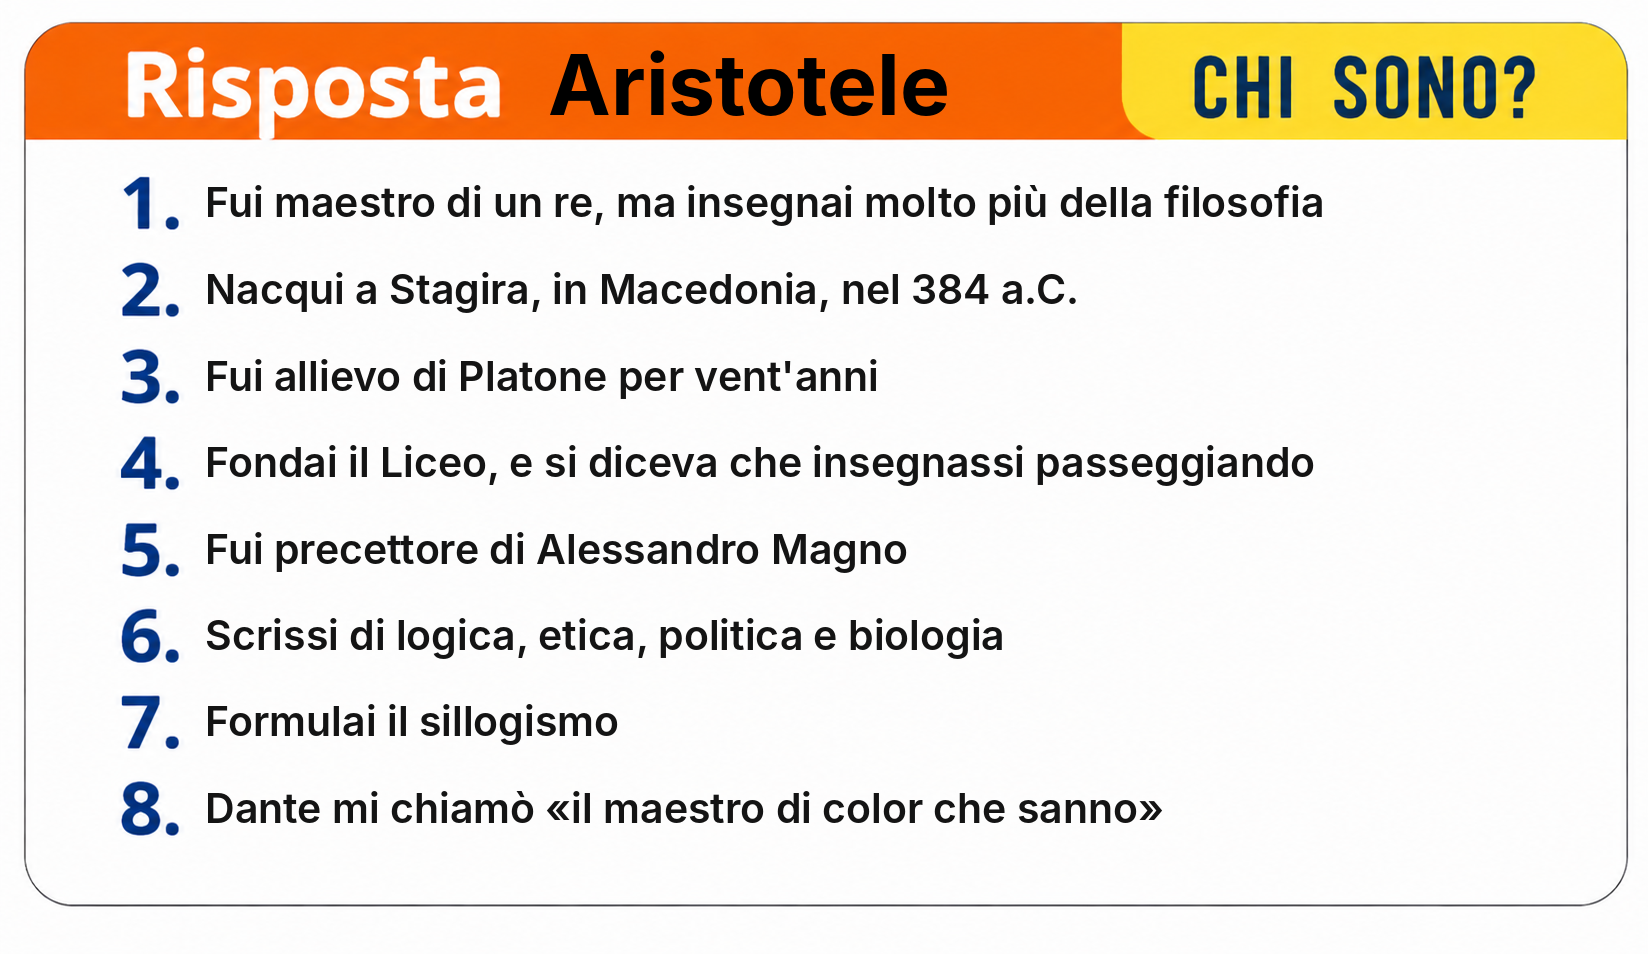 Risposta Aristotele CHI SONO?
1. Fui maestro di un re, ma insegnai molto più della filosofia
2. Nacqui a Stagira, in Macedonia, nel 384 a.C.
3. Fui allievo di Platone per vent'anni
4. Fondai il Liceo, e si diceva che insegnassi passeggiando
5. Fui precettore di Alessandro Magno
6. Scrissi di logica, etica, politica e biologia
7. Formulai il sillogismo
8. Dante mi chiamò «il maestro di color che sanno»